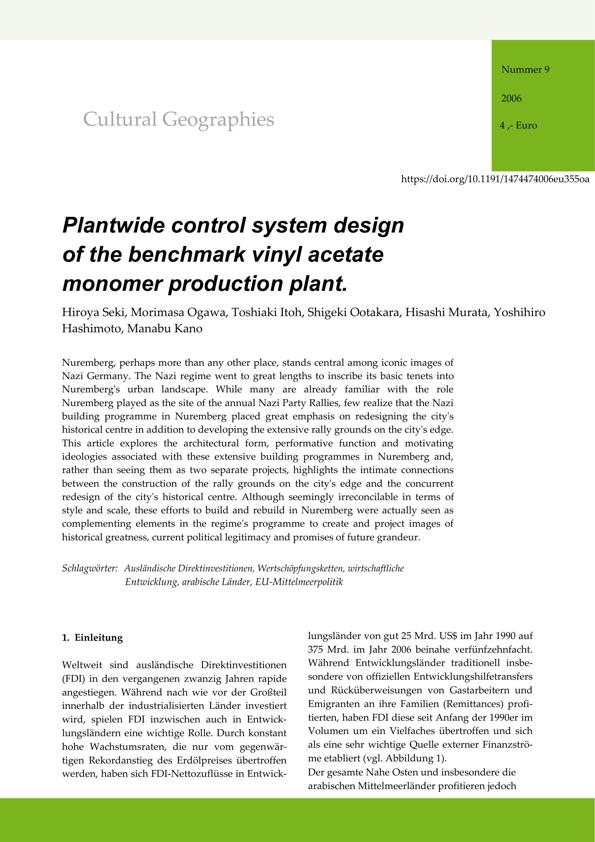 Nummer 9
2006
4 ,- Euro
Cultural Geographies
https://doi.org/10.1191/1474474006eu355oa
Plantwide control system design
of the benchmark vinyl acetate
monomer production plant.
Hiroya Seki, Morimasa Ogawa, Toshiaki Itoh, Shigeki Ootakara, Hisashi Murata, Yoshihiro
Hashimoto, Manabu Kano
Nuremberg, perhaps more than any other place, stands central among iconic images of
Nazi Germany. The Nazi regime went to great lengths to inscribe its basic tenets into
Nuremberg's urban landscape. While many are already familiar with the role
Nuremberg played as the site of the annual Nazi Party Rallies, few realize that the Nazi
building programme in Nuremberg placed great emphasis on redesigning the city's
historical centre in addition to developing the extensive rally grounds on the city's edge.
This article explores the architectural form, performative function and motivating
ideologies associated with these extensive building programmes in Nuremberg and,
rather than seeing them as two separate projects, highlights the intimate connections
between the construction of the rally grounds on the city's edge and the concurrent
redesign of the city's historical centre. Although seemingly irreconcilable in terms of
style and scale, these efforts to build and rebuild in Nuremberg were actually seen as
complementing elements in the regime's programme to create and project images of
historical greatness, current political legitimacy and promises of future grandeur.
Schlagwörter: Ausländische Direktinvestitionen, Wertschöpfungsketten, wirtschaftliche
Entwicklung, arabische Länder, EU-Mittelmeerpolitik
1. Einleitung
Weltweit sind ausländische Direktinvestitionen
(FDI) in den vergangenen zwanzig Jahren rapide
angestiegen. Während nach wie vor der Großteil
innerhalb der industrialisierten Länder investiert
wird, spielen FDI inzwischen auch in Entwick-
lungsländern eine wichtige Rolle. Durch konstant
hohe Wachstumsraten, die nur vom gegenwär-
tigen Rekordanstieg des Erdölpreises übertroffen
werden, haben sich FDI-Nettozuflüsse in Entwick-
lungsländer von gut 25 Mrd. US$ im Jahr 1990 auf
375 Mrd. im Jahr 2006 beinahe verfünfzehnfacht.
Während Entwicklungsländer traditionell insbe-
sondere von offiziellen Entwicklungshilfetransfers
und Rücküberweisungen von Gastarbeitern und
Emigranten an ihre Familien (Remittances) profi-
tierten, haben FDI diese seit Anfang der 1990er im
Volumen um ein Vielfaches übertroffen und sich
als eine sehr wichtige Quelle externer Finanzströ-
me etabliert (vgl. Abbildung 1).
Der gesamte Nahe Osten und insbesondere die
arabischen Mittelmeerländer profitieren jedoch